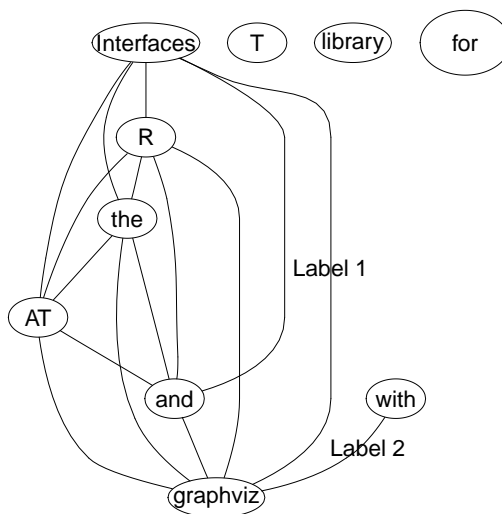 Interfaces T library for
R
the
Label 1
AT
and with
Label 2
graphviz